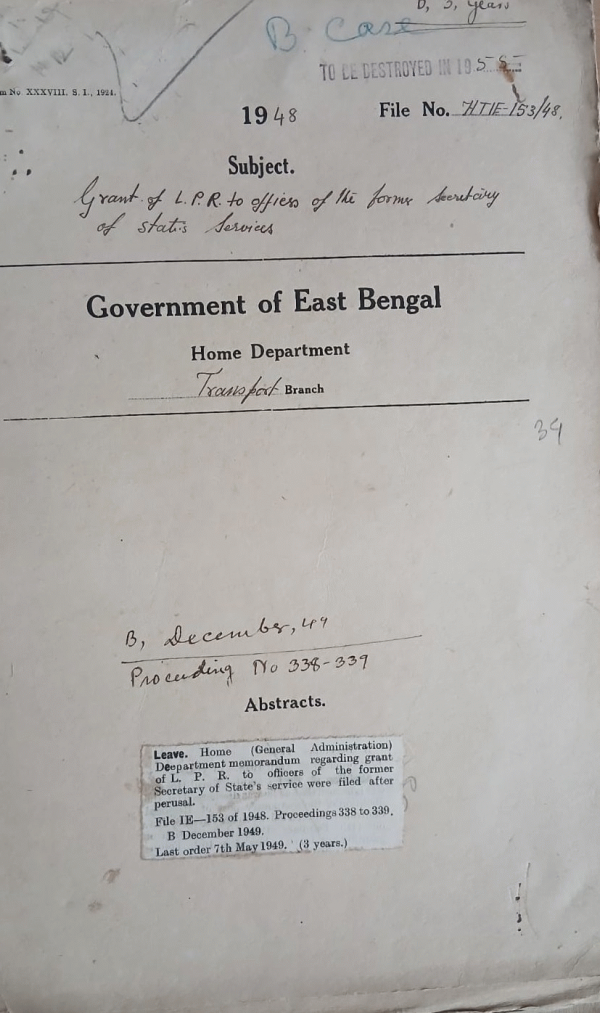 B, 3, years
B. Case
TO BE DESTROYED IN 195
m No. XXXVIII. S. I., 1924.
1948 File No. HTIE-153/48.
Subject.
Grant of L.P.R. to officers of the former Secretary
of State's Services
Government of East Bengal
Home Department
Transport Branch
34
B, December, 49
Proceeding No 338-339
Abstracts.
Leave. Home (General Administration)
Deepartment memorandum regarding grant
of L. P. R. to officers of the former
Secretary of State's service were filed after
perusal.
File IE—153 of 1948. Proceedings 338 to 339,
B December 1949.
Last order 7th May 1949. (3 years.)